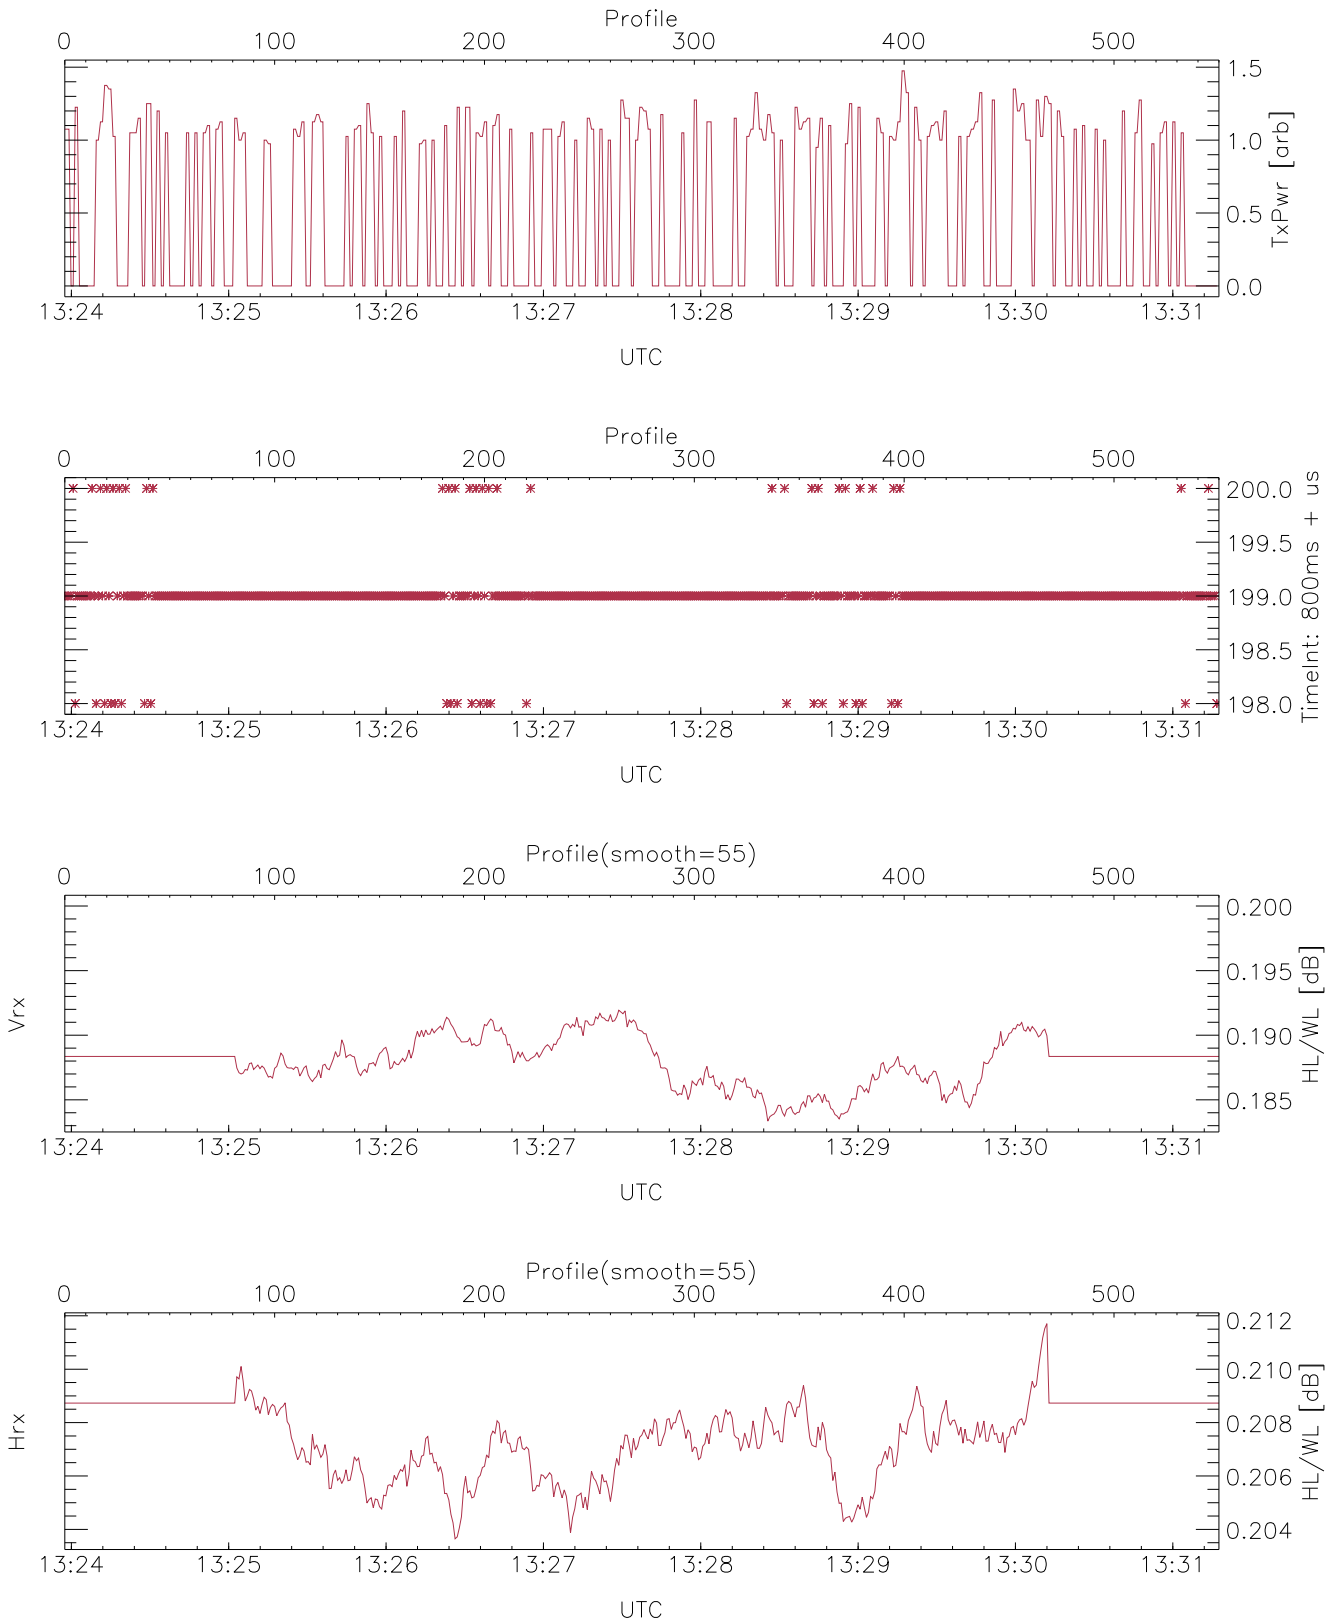 Profile
0 100 200 300 400 500
1.5
1.0
0.5
0.0
TxPwr [arb]
13:24 13:25 13:26 13:27 13:28 13:29 13:30 13:31
UTC
Profile
0 100 200 300 400 500
200.0
199.5
199.0
198.5
198.0
TimeInt: 800ms + us
13:24 13:25 13:26 13:27 13:28 13:29 13:30 13:31
UTC
Profile(smooth=55)
0 100 200 300 400 500
Vrx
0.200
0.195
0.190
0.185
HL/WL [dB]
13:24 13:25 13:26 13:27 13:28 13:29 13:30 13:31
UTC
Profile(smooth=55)
0 100 200 300 400 500
Hrx
0.212
0.210
0.208
0.206
0.204
HL/WL [dB]
13:24 13:25 13:26 13:27 13:28 13:29 13:30 13:31
UTC